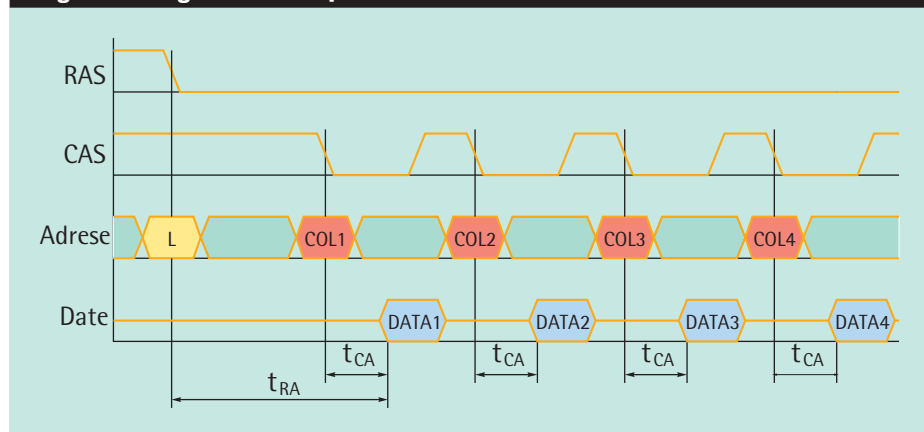 RAS
CAS
Adrese L COL1 COL2 COL3 COL4
Date DATA1 DATA2 DATA3 DATA4
tCA tCA tCA tCA
tRA